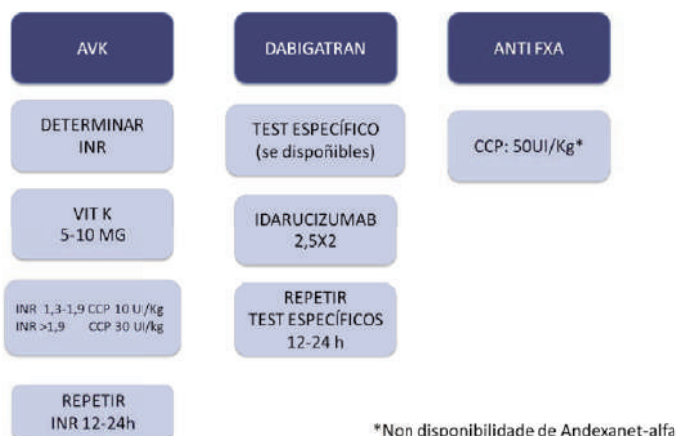 AVK
DETERMINAR
INR
VIT K
5-10 MG
INR 1,3-1,9 CCP 10 UI/Kg
INR >1,9 CCP 30 UI/kg
REPETIR
INR 12-24h
DABIGATRAN
TEST ESPECÍFICO
(se dispoñibles)
IDARUCIZUMAB
2,5X2
REPETIR
TEST ESPECÍFICOS
12-24 h
ANTI FXA
CCP: 50UI/Kg*
*Non disponibilidade de Andexanet-alfa